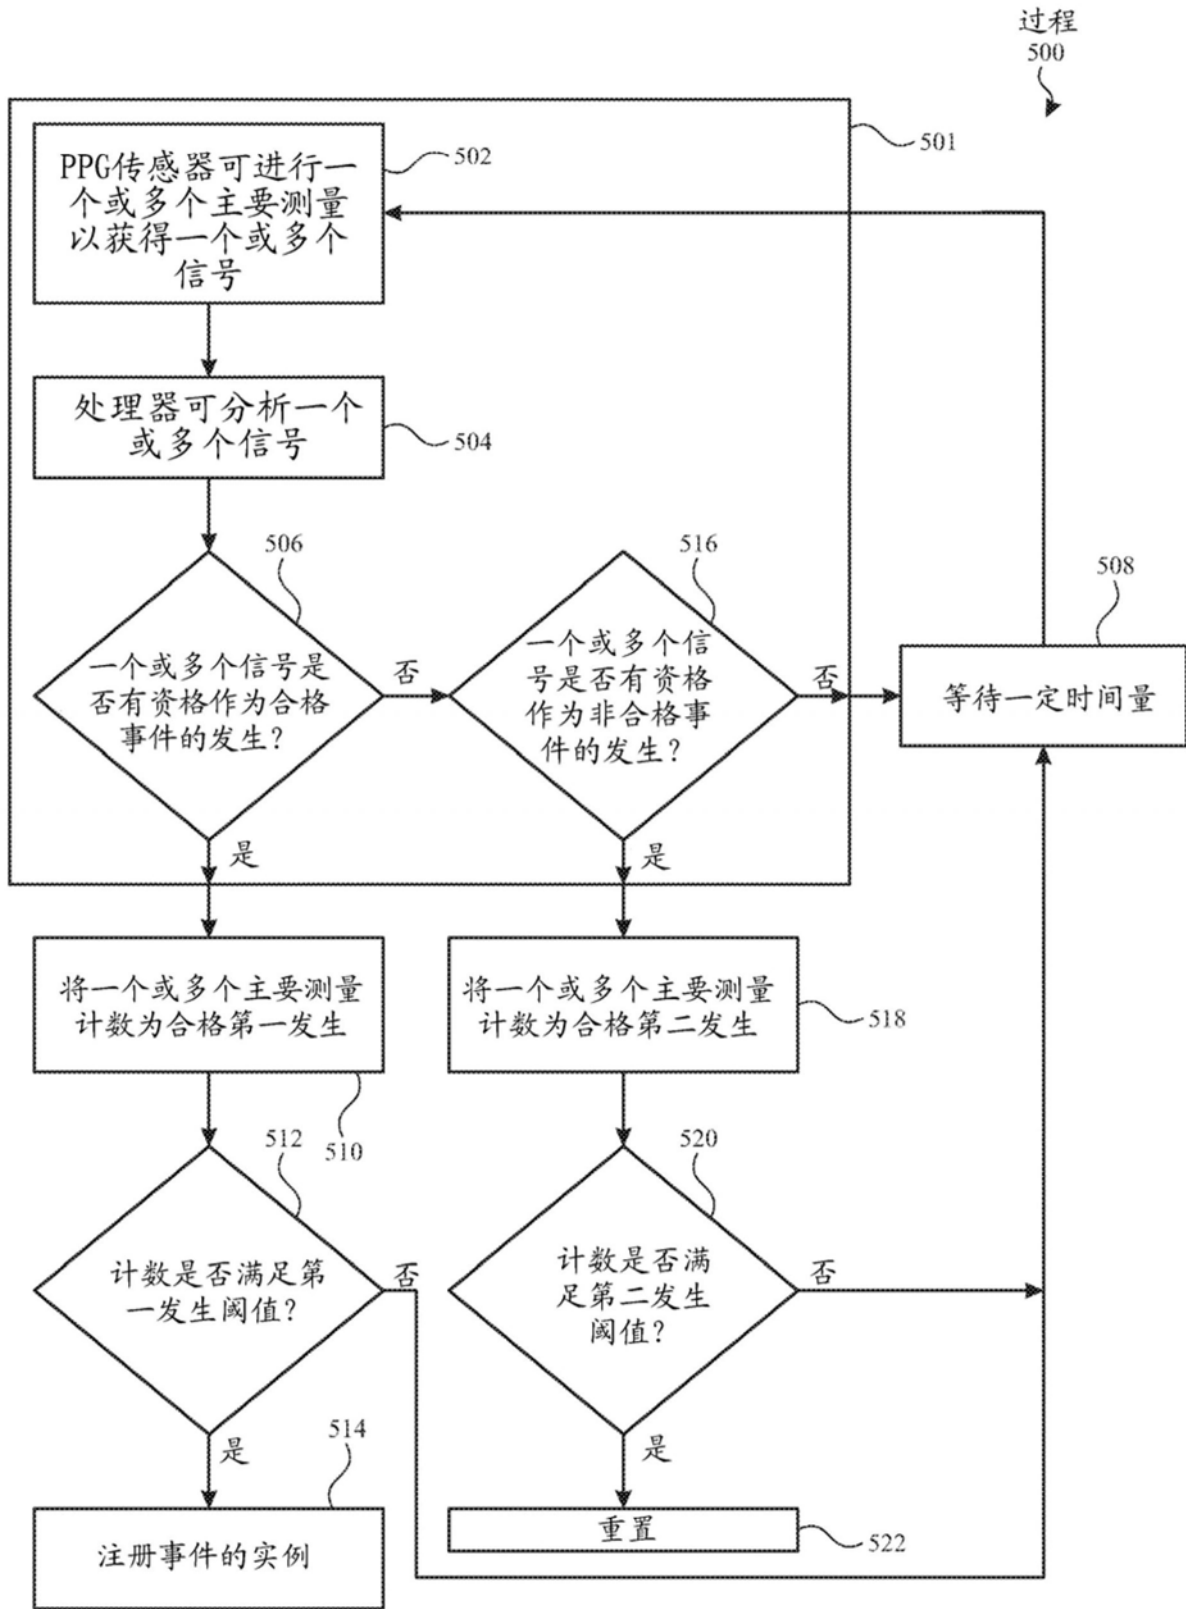 过程
500
501
PPG传感器可进行一
个或多个主要测量
以获得一个或多个
信号
502
处理器可分析一个
或多个信号
504
506
一个或多个信号是
否有资格作为合格
事件的发生?
否
是
516
一个或多个信
号是否有资格
作为非合格事
件的发生?
否
是
508
等待一定时间量
将一个或多个主要测量
计数为合格第一发生
510
将一个或多个主要测量
计数为合格第二发生
518
512
计数是否满足第
一发生阈值?
否
是
520
计数是否满
足第二发生
阈值?
否
是
514
注册事件的实例
重置
522